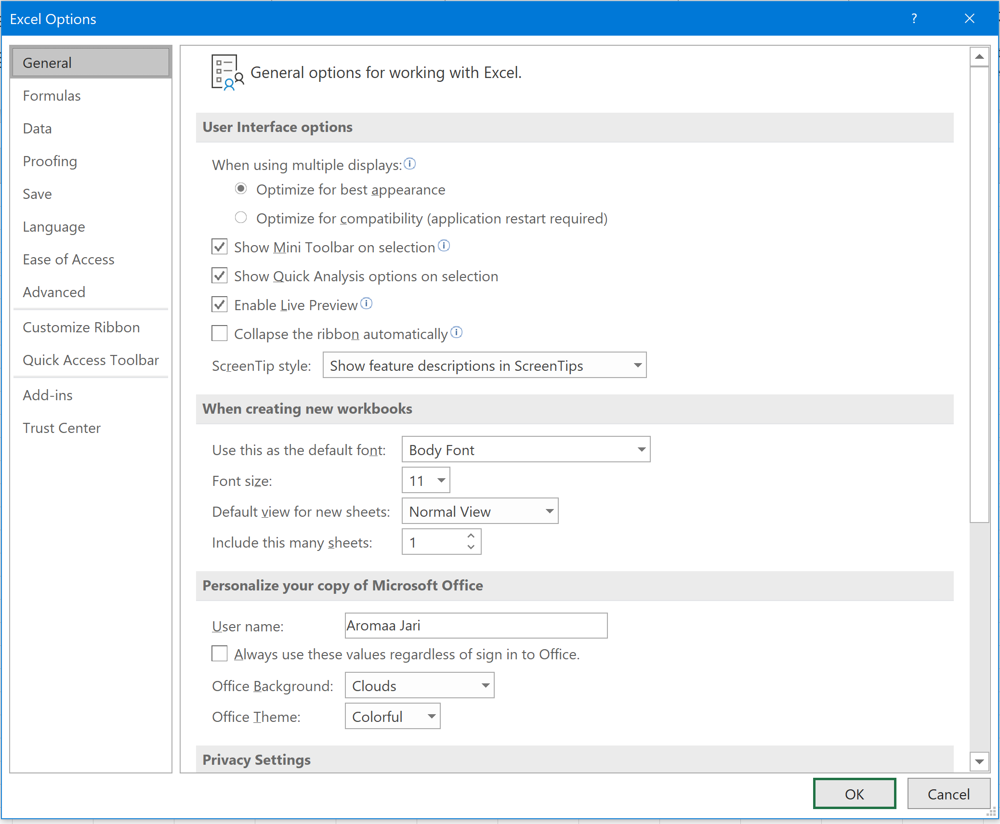 Excel Options
?
General
Formulas
Data
Proofing
Save
Language
Ease of Access
Advanced
Customize Ribbon
Quick Access Toolbar
Add-ins
Trust Center
General options for working with Excel.
User Interface options
When using multiple displays:
Optimize for best appearance
Optimize for compatibility (application restart required)
Show Mini Toolbar on selection
Show Quick Analysis options on selection
Enable Live Preview
Collapse the ribbon automatically
ScreenTip style: Show feature descriptions in ScreenTips
When creating new workbooks
Use this as the default font: Body Font
Font size: 11
Default view for new sheets: Normal View
Include this many sheets: 1
Personalize your copy of Microsoft Office
User name: Aromaa Jari
Always use these values regardless of sign in to Office.
Office Background: Clouds
Office Theme: Colorful
Privacy Settings
OK
Cancel